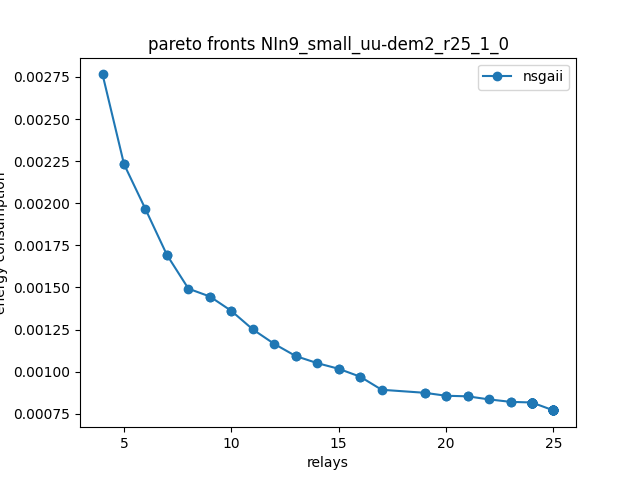 pareto fronts NIn9_small_uu-dem2_r25_1_0
nsgaii
0.00275
0.00250
0.00225
0.00200
0.00175
0.00150
0.00125
0.00100
0.00075
energy consumption
5 10 15 20 25
relays